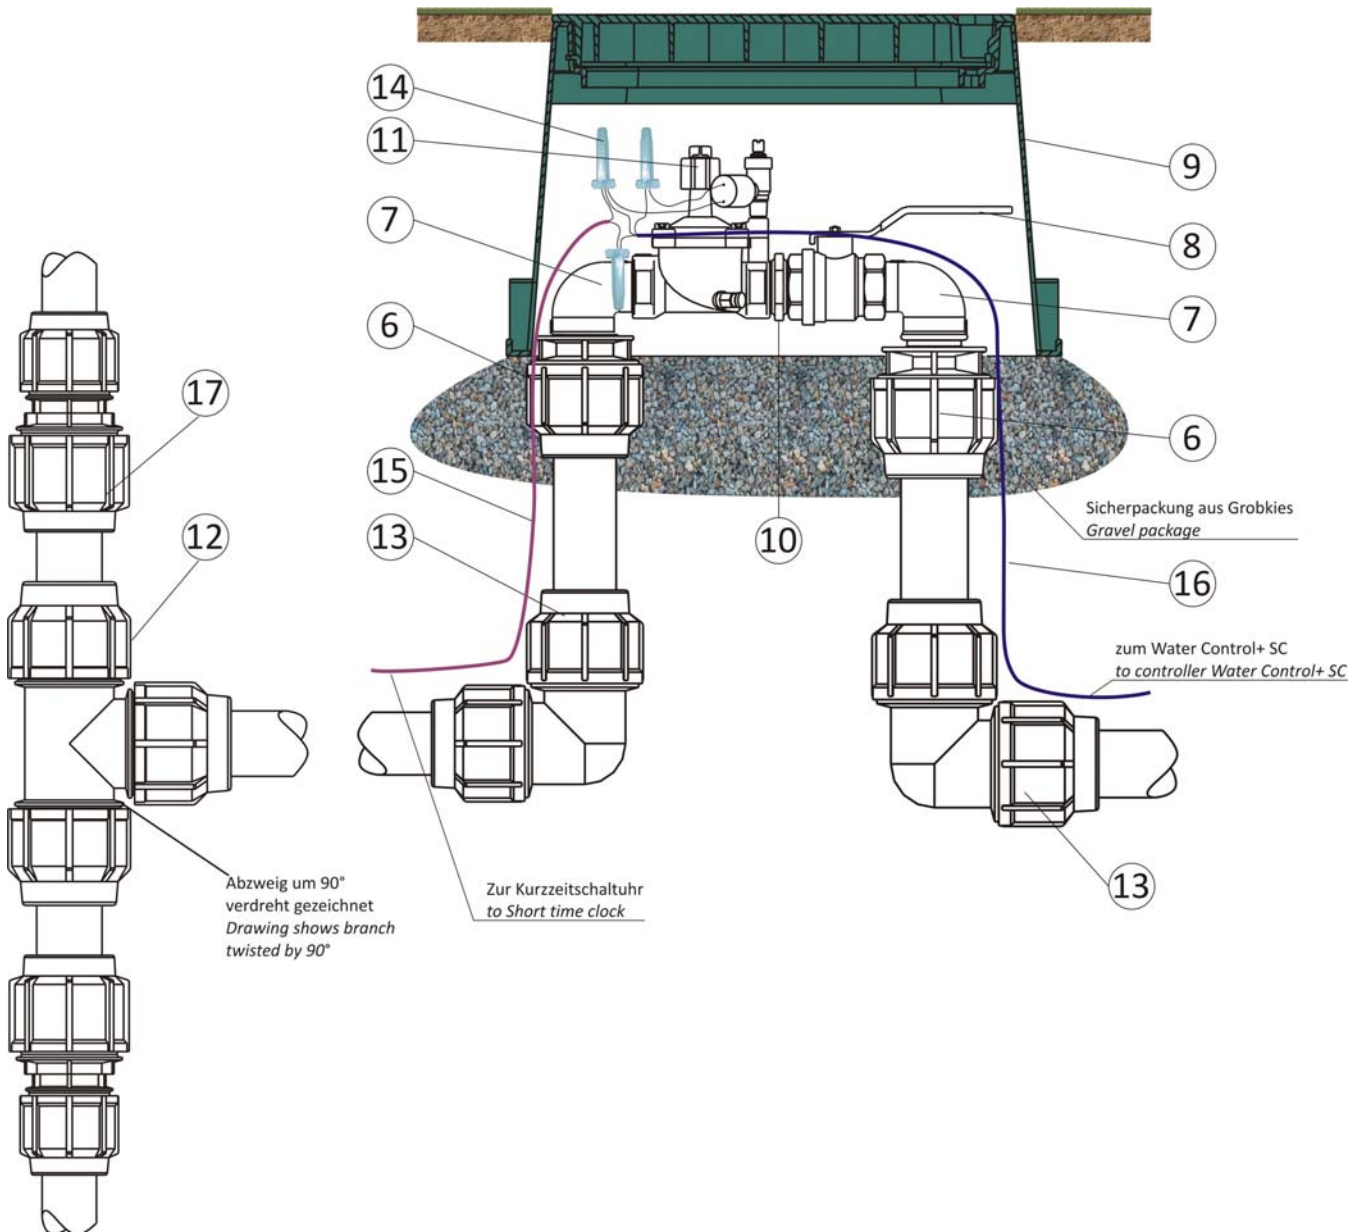 14
11
9
7
8
7
6
17
6
15
Sicherpackung aus Grobkies
Gravel package
12
13
10
16
zum Water Control+ SC
to controller Water Control+ SC
Abzweig um 90°
verdreht gezeichnet
Drawing shows branch
twisted by 90°
Zur Kurzzeitschaltuhr
to Short time clock
13